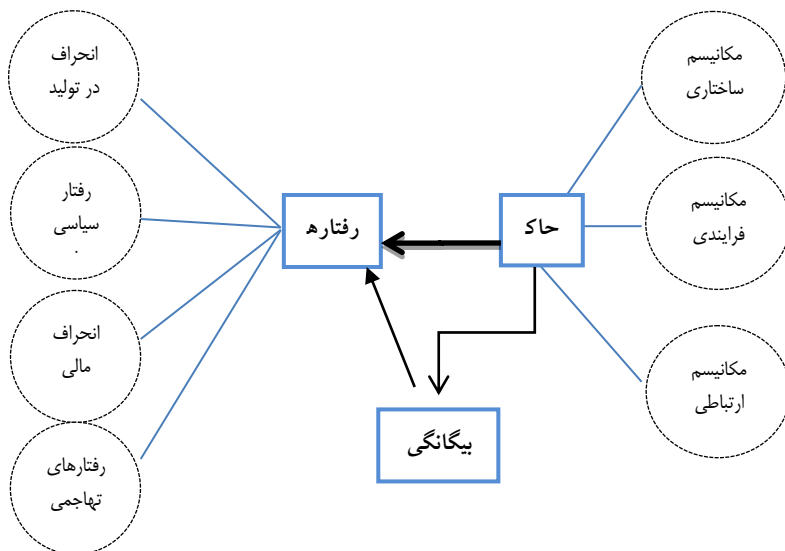 مکانیسم
ساختاری
مکانیسم
فرایندی
مکانیسم
ارتباطی
حاک
رفتاره
بیگانگی
انحراف
در تولید
رفتار
سیاسی
.
انحراف
مالی
رفتارهای
تهاجمی